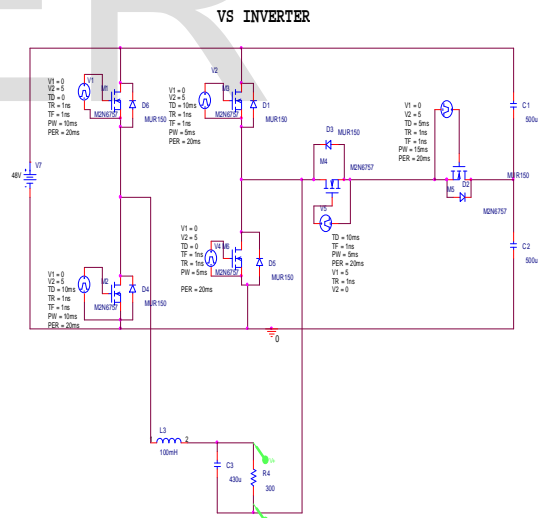 VS INVERTER
V1 = 0
V2 = 5
TD = 0
TR = 1ns
TF = 1ns
PW = 10ms
PER = 20ms
V1
M1
M2N6757
D6
MUR150
V2
V1 = 0
V2 = 5
TD = 10ms
TR = 1ns
TF = 1ns
PW = 5ms
PER = 20ms
M3
M2N6757
D1
MUR150
D3
MUR150
M4
M2N6757
V5
TD = 10ms
TF = 1ns
PW = 5ms
PER = 20ms
V1 = 5
TR = 1ns
V2 = 0
V1 = 0
V2 = 5
TD = 5ms
TR = 1ns
TF = 1ns
PW = 15ms
PER = 20ms
M5
D2
MUR150
M2N6757
C1
500u
C2
500u
V7
48V
V1 = 0
V2 = 5
TD = 10ms
TR = 1ns
TF = 1ns
PW = 10ms
PER = 20ms
M2
M2N6757
D4
MUR150
V1 = 0
V2 = 5
TD = 0
TF = 1ns
TR = 1ns
PW = 5ms
PER = 20ms
V4
M6
M2N6757
D5
MUR150
0
L3
1
2
100mH
C3
430u
R4
300